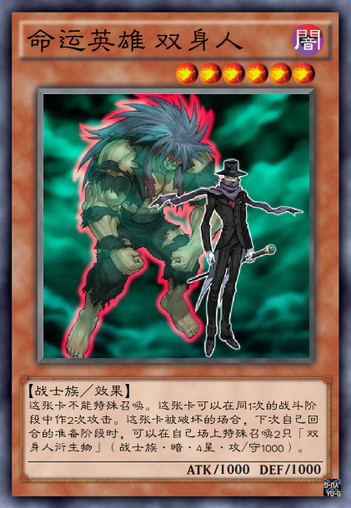 命运英雄 双身人
闇
【战士族／效果】
这张卡不能特殊召唤。这张卡可以在同1次的战斗阶
段中作2次攻击。这张卡被破坏的场合，下次自己回
合的准备阶段时，可以在自己场上特殊召唤2只「双
身人衍生物」（战士族·暗·4星·攻/守1000）。
ATK/1000 DEF/1000
YU-G